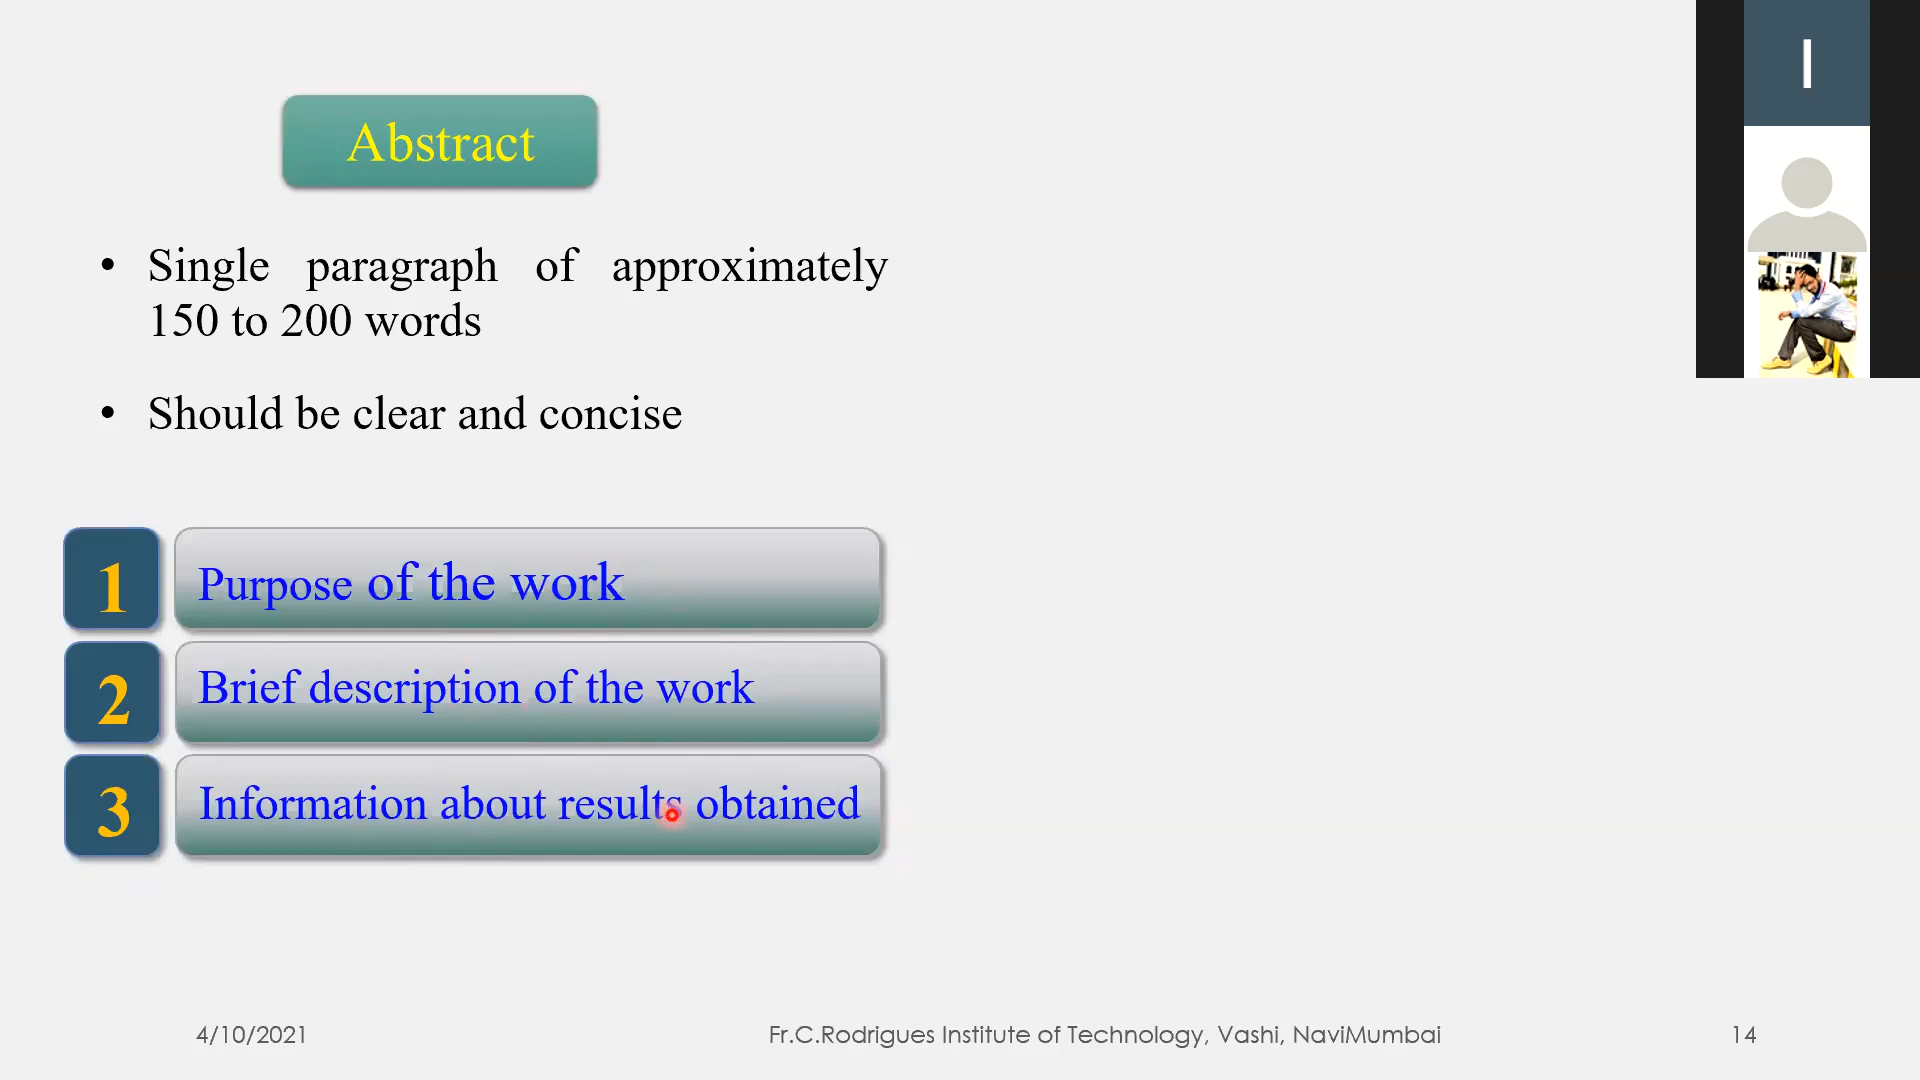 Abstract
• Single paragraph of approximately
150 to 200 words
• Should be clear and concise
1 Purpose of the work
2 Brief description of the work
3 Information about results obtained
I
4/10/2021 Fr.C.Rodrigues Institute of Technology, Vashi, NaviMumbai 14